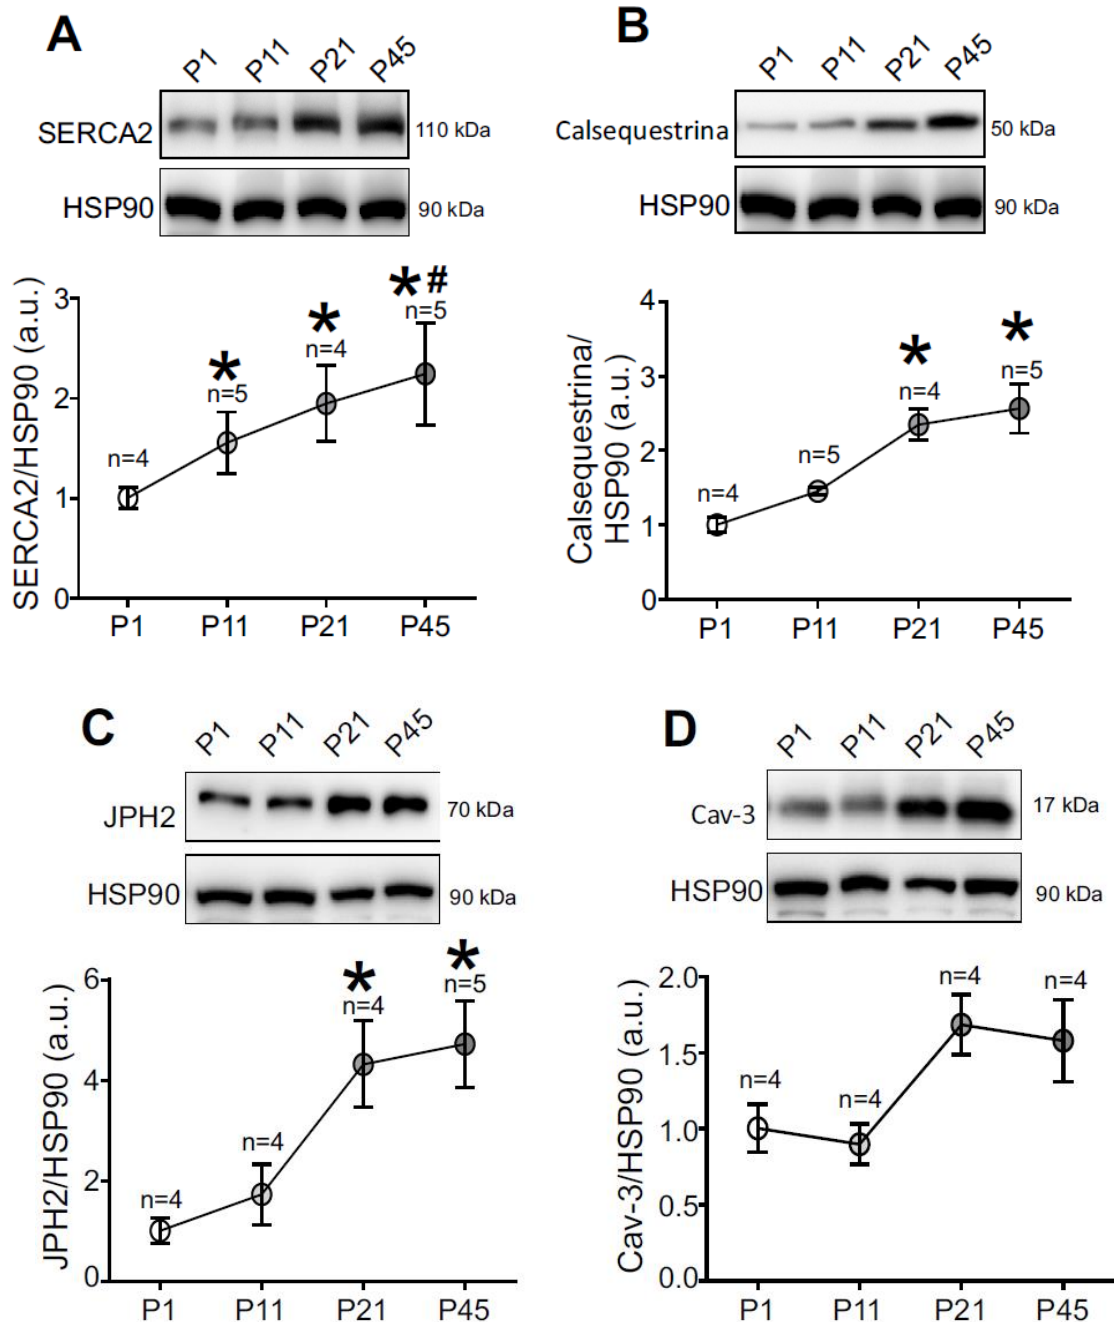 A
P1 P11 P21 P45
SERCA2 110 kDa
HSP90 90 kDa
SERCA2/HSP90 (a.u.)
3
2
1
0
n=4
* n=5
* n=4
*# n=5
P1 P11 P21 P45
B
P1 P11 P21 P45
Calsequestrina 50 kDa
HSP90 90 kDa
Calsequestrina/
HSP90 (a.u.)
4
3
2
1
0
n=4
n=5
* n=4
* n=5
P1 P11 P21 P45
C
P1 P11 P21 P45
JPH2 70 kDa
HSP90 90 kDa
JPH2/HSP90 (a.u.)
6
4
2
0
n=4
n=4
* n=4
* n=5
P1 P11 P21 P45
D
P1 P11 P21 P45
Cav-3 17 kDa
HSP90 90 kDa
Cav-3/HSP90 (a.u.)
2.0
1.5
1.0
0.5
0.0
n=4
n=4
n=4
n=4
P1 P11 P21 P45